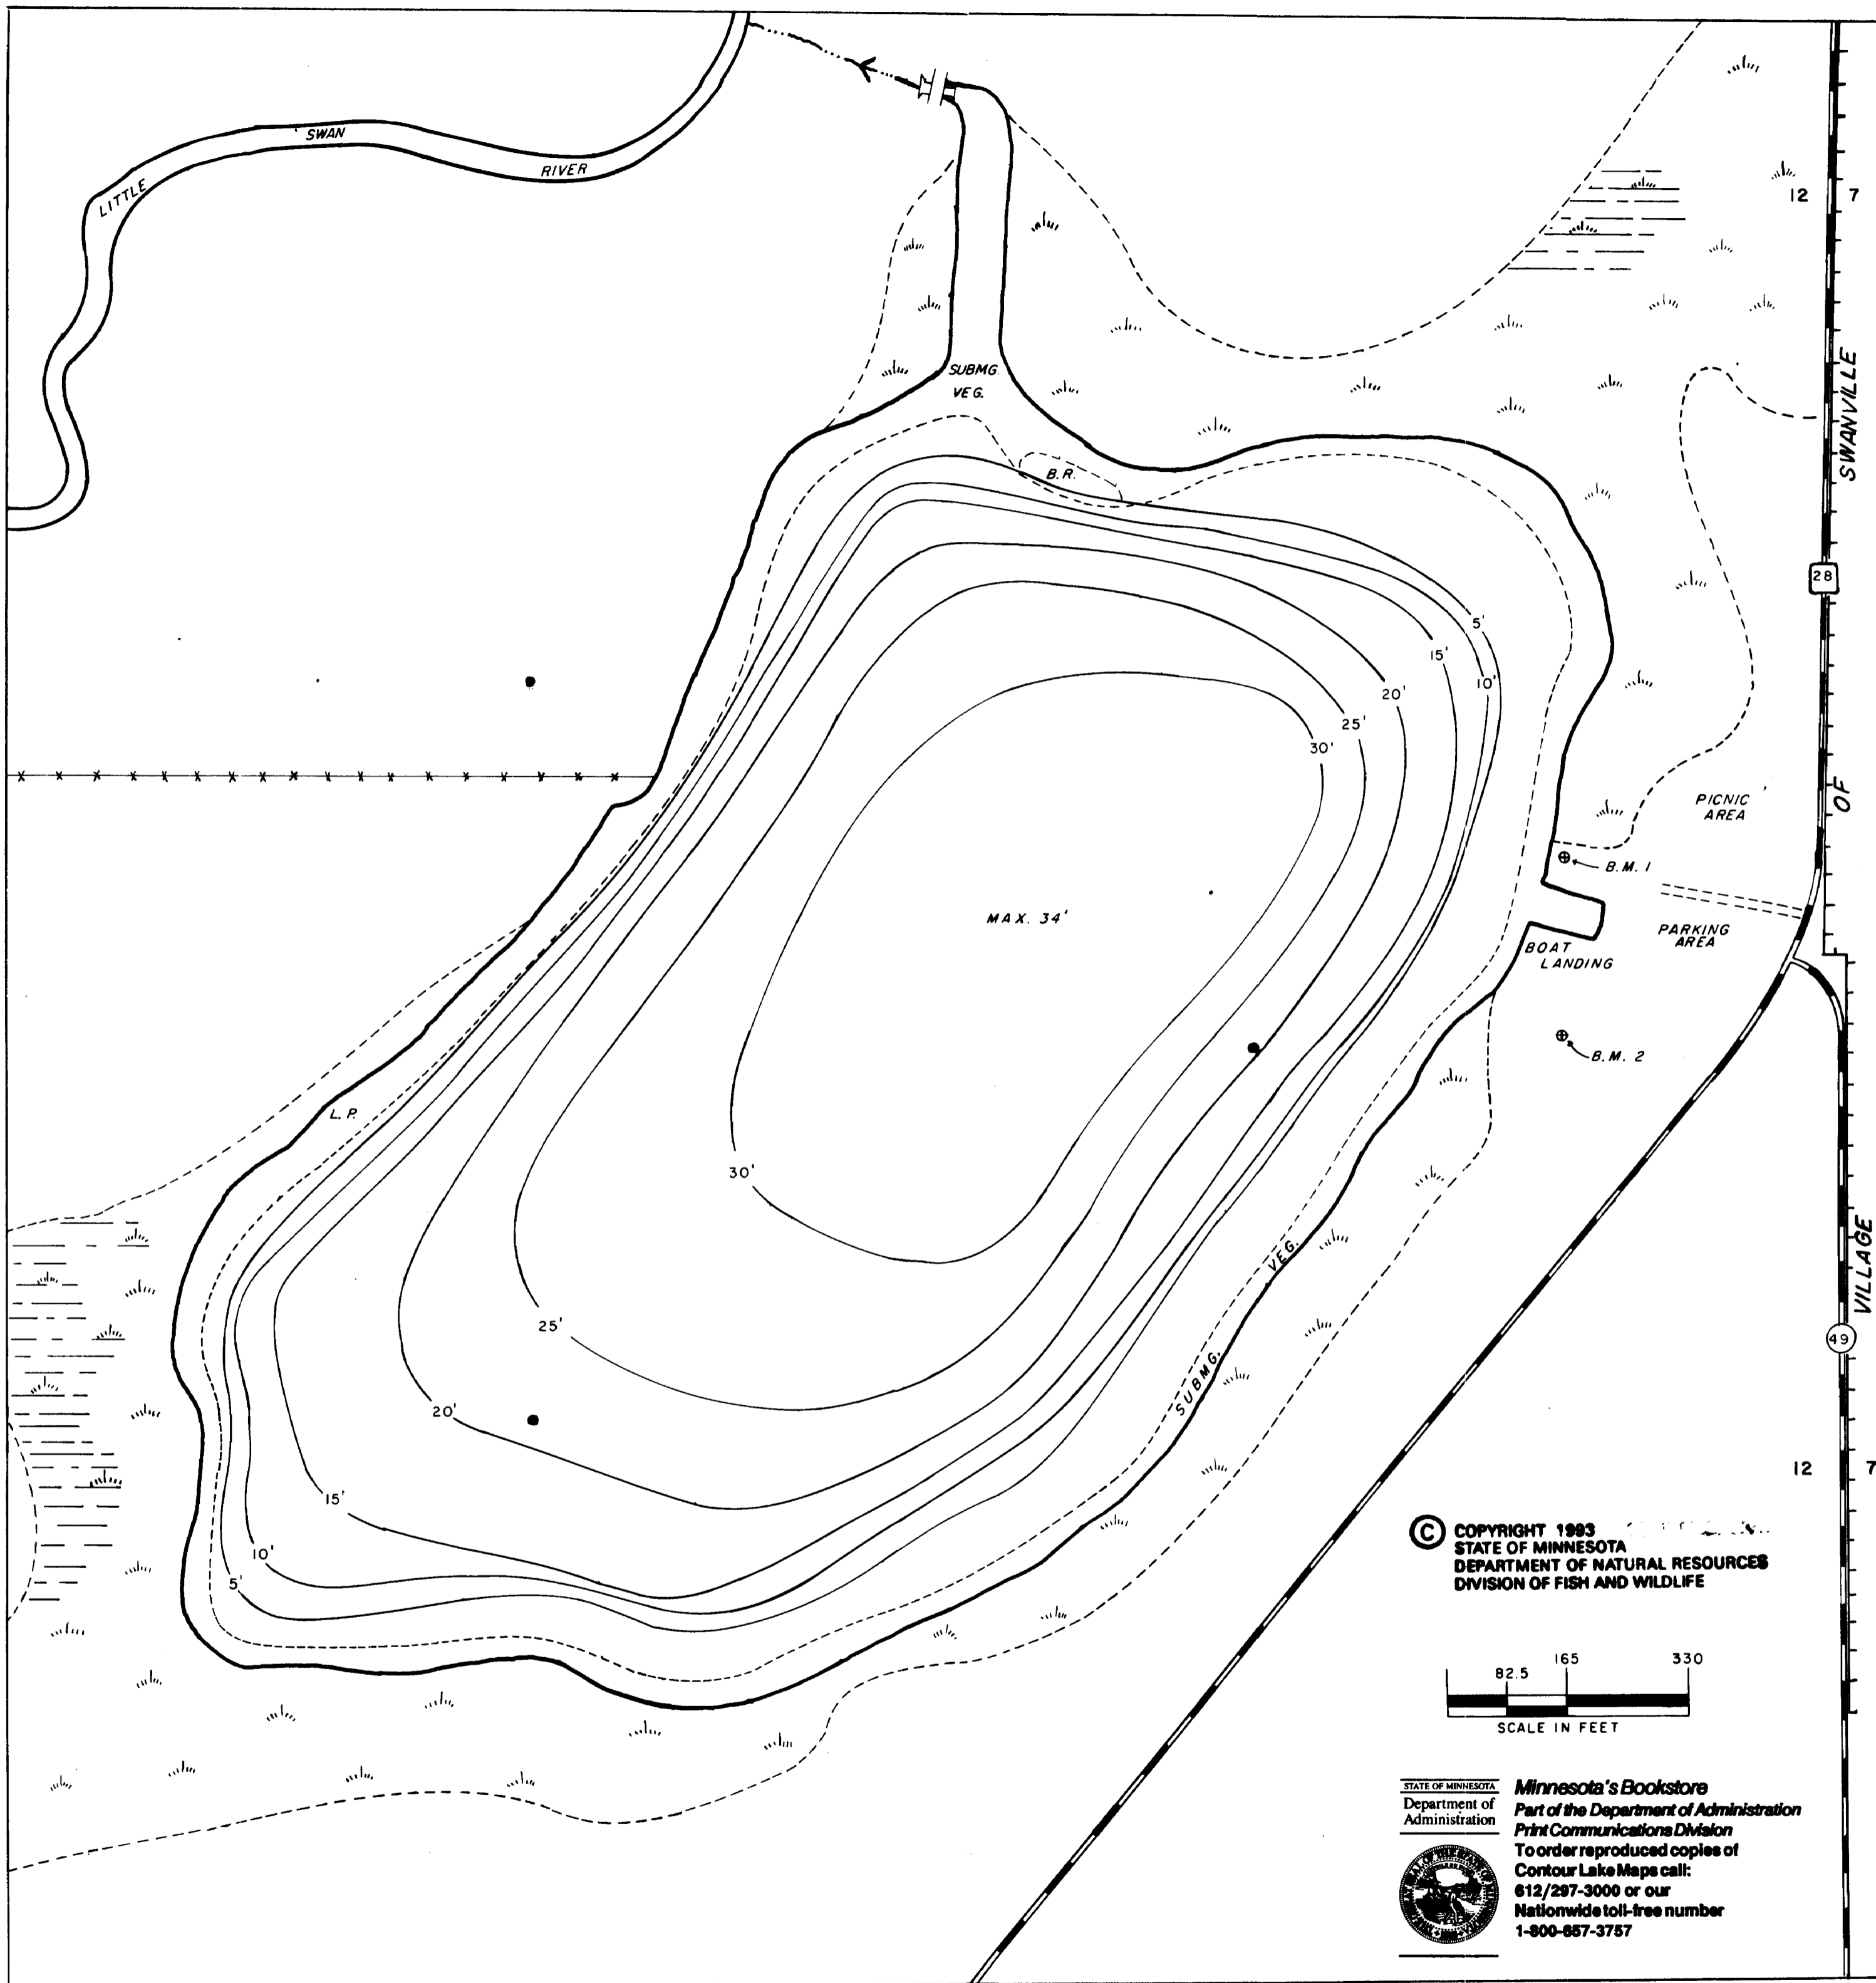 LITTLE
SWAN
RIVER
12
7
SUBMG.
VEG.
SWANVILLE
B.R.
28
5'
15'
10'
20'
25'
30'
OF
PICNIC
AREA
B.M. 1
MAX. 34'
PARKING
AREA
BOAT
LANDING
B.M. 2
L.P.
30'
VEG.
VILLAGE
25'
49
SUBMG.
20'
12
7
15'
10'
5'
© COPYRIGHT 1993
STATE OF MINNESOTA
DEPARTMENT OF NATURAL RESOURCES
DIVISION OF FISH AND WILDLIFE
82.5
165
330
SCALE IN FEET
STATE OF MINNESOTA
Department of
Administration
Minnesota's Bookstore
Part of the Department of Administration
Print Communications Division
To order reproduced copies of
Contour Lake Maps call:
612/297-3000 or our
Nationwide toll-free number
1-800-657-3757